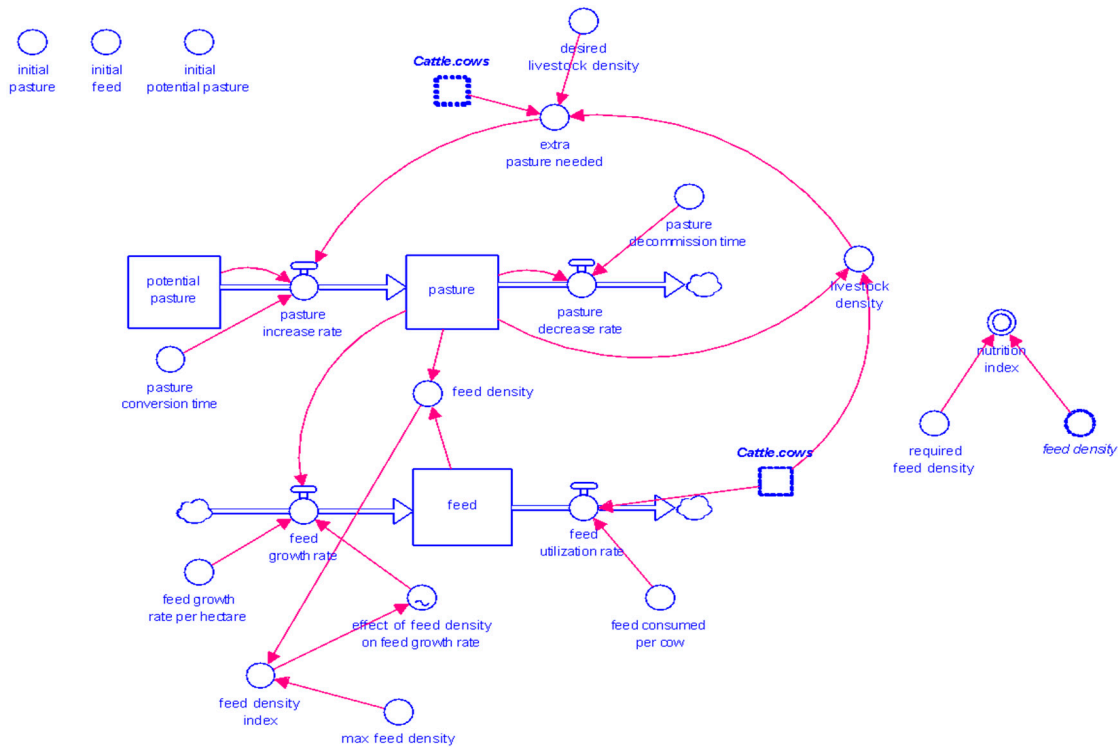 initial
pasture
initial
feed
initial
potential pasture
desired
livestock density
Cattle.cows
extra
pasture needed
pasture
decommission time
potential
pasture
pasture
pasture
increase rate
pasture
decrease rate
livestock
density
nutrition
index
pasture
conversion time
feed density
required
feed density
feed density
Cattle.cows
feed
feed
growth rate
feed
utilization rate
feed growth
rate per hectare
effect of feed density
on feed growth rate
feed consumed
per cow
feed density
index
max feed density